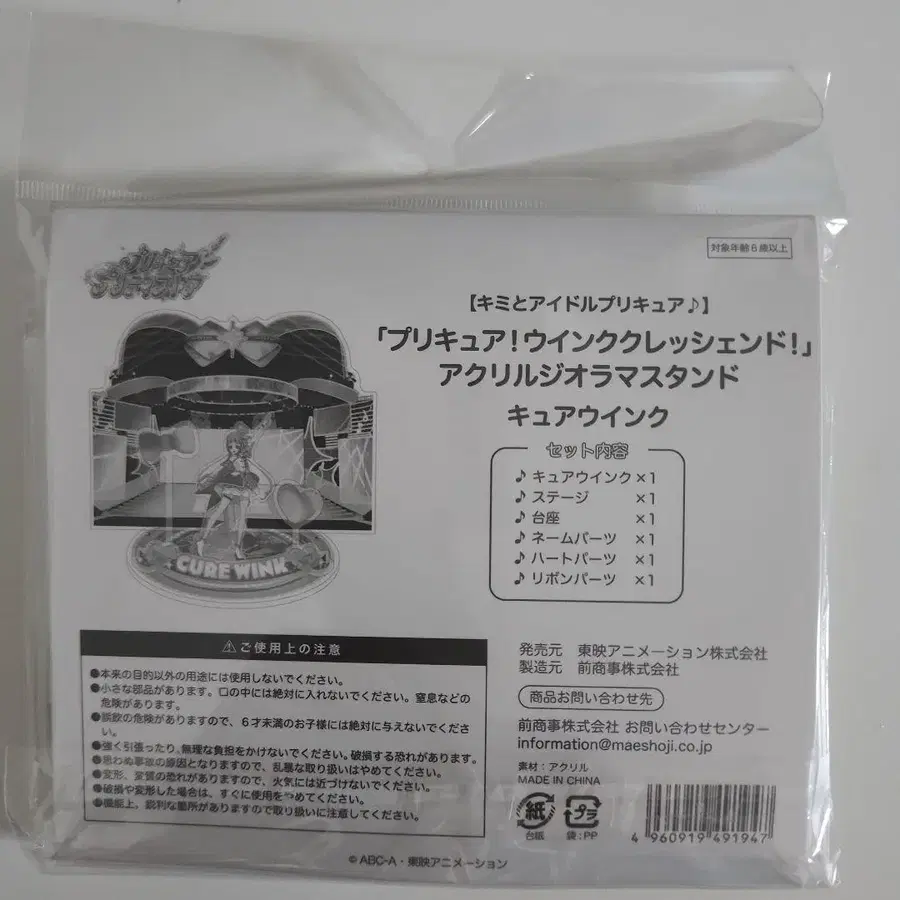 プリキュア
プリティストア
対象年齢6歳以上
【キミとアイドルプリキュア♪】
「プリキュア!ウインククレッシェンド!」
アクリルジオラマスタンド
キュアウインク
セット内容
♪キュアウインク×1
♪ステージ ×1
♪台座 ×1
♪ネームパーツ ×1
♪ハートパーツ ×1
♪リボンパーツ ×1
CURE WINK
⚠ご使用上の注意
●本来の目的以外の用途には使用しないでください。
●小さな部品があります。口の中には絶対に入れないでください。窒息などの
危険があります。
●誤飲の危険がありますので、6才未満のお子様には絶対に与えないでくださ
い。
●強く引張ったり、無理な負担をかけないでください。破損する恐れがあります。
●思わぬ事故の原因となりますので、乱暴な取り扱いはやめてください。
●変形、変質の恐れがありますので、火気には近づけないでください。
●破損や変形した場合は、すぐに使用をやめてください。
●機能上、鋭利な箇所がありますので取り扱いに注意してください。
発売元 東映アニメーション株式会社
製造元 前商事株式会社
商品お問い合わせ先
前商事株式会社 お問い合わせセンター
information@maeshoji.co.jp
素材:アクリル
MADE IN CHINA
紙 プラ
台紙 袋:PP
4 960919 491947
©ABC-A・東映アニメーション